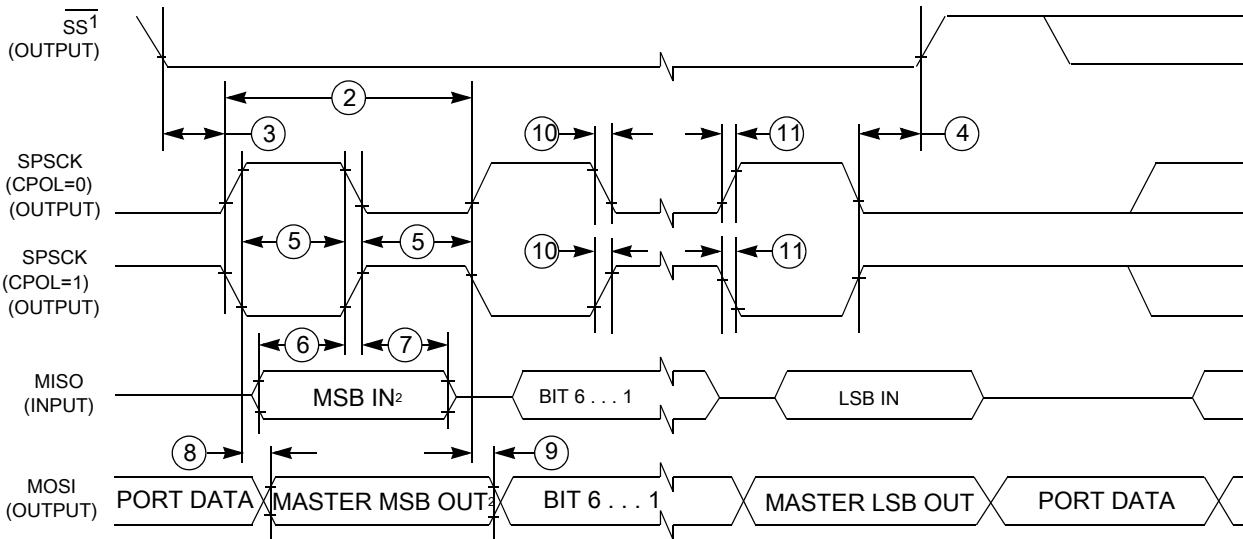 SS1
(OUTPUT)
2
3
10
11
4
SPSCK
(CPOL=0)
(OUTPUT)
5
5
SPSCK
(CPOL=1)
(OUTPUT)
10
11
6
7
MISO
(INPUT)
MSB IN2
BIT 6 . . . 1
LSB IN
8
9
MOSI
(OUTPUT)
PORT DATA
MASTER MSB OUT2
BIT 6 . . . 1
MASTER LSB OUT
PORT DATA